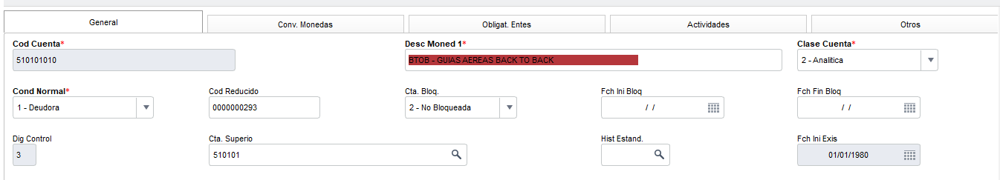 General
Conv. Monedas
Obligat. Entes
Actividades
Otros
Cod Cuenta*
Desc Moned 1*
Clase Cuenta*
510101010
BTOB - GUIAS AEREAS BACK TO BACK
2 - Analitica
Cond Normal*
Cod Reducido
Cta. Bloq.
Fch Ini Bloq
Fch Fin Bloq
1 - Deudora
0000000293
2 - No Bloqueada
/ /
/ /
Dig Control
Cta. Superio
Hist Estand.
Fch Ini Exis
3
510101
01/01/1980